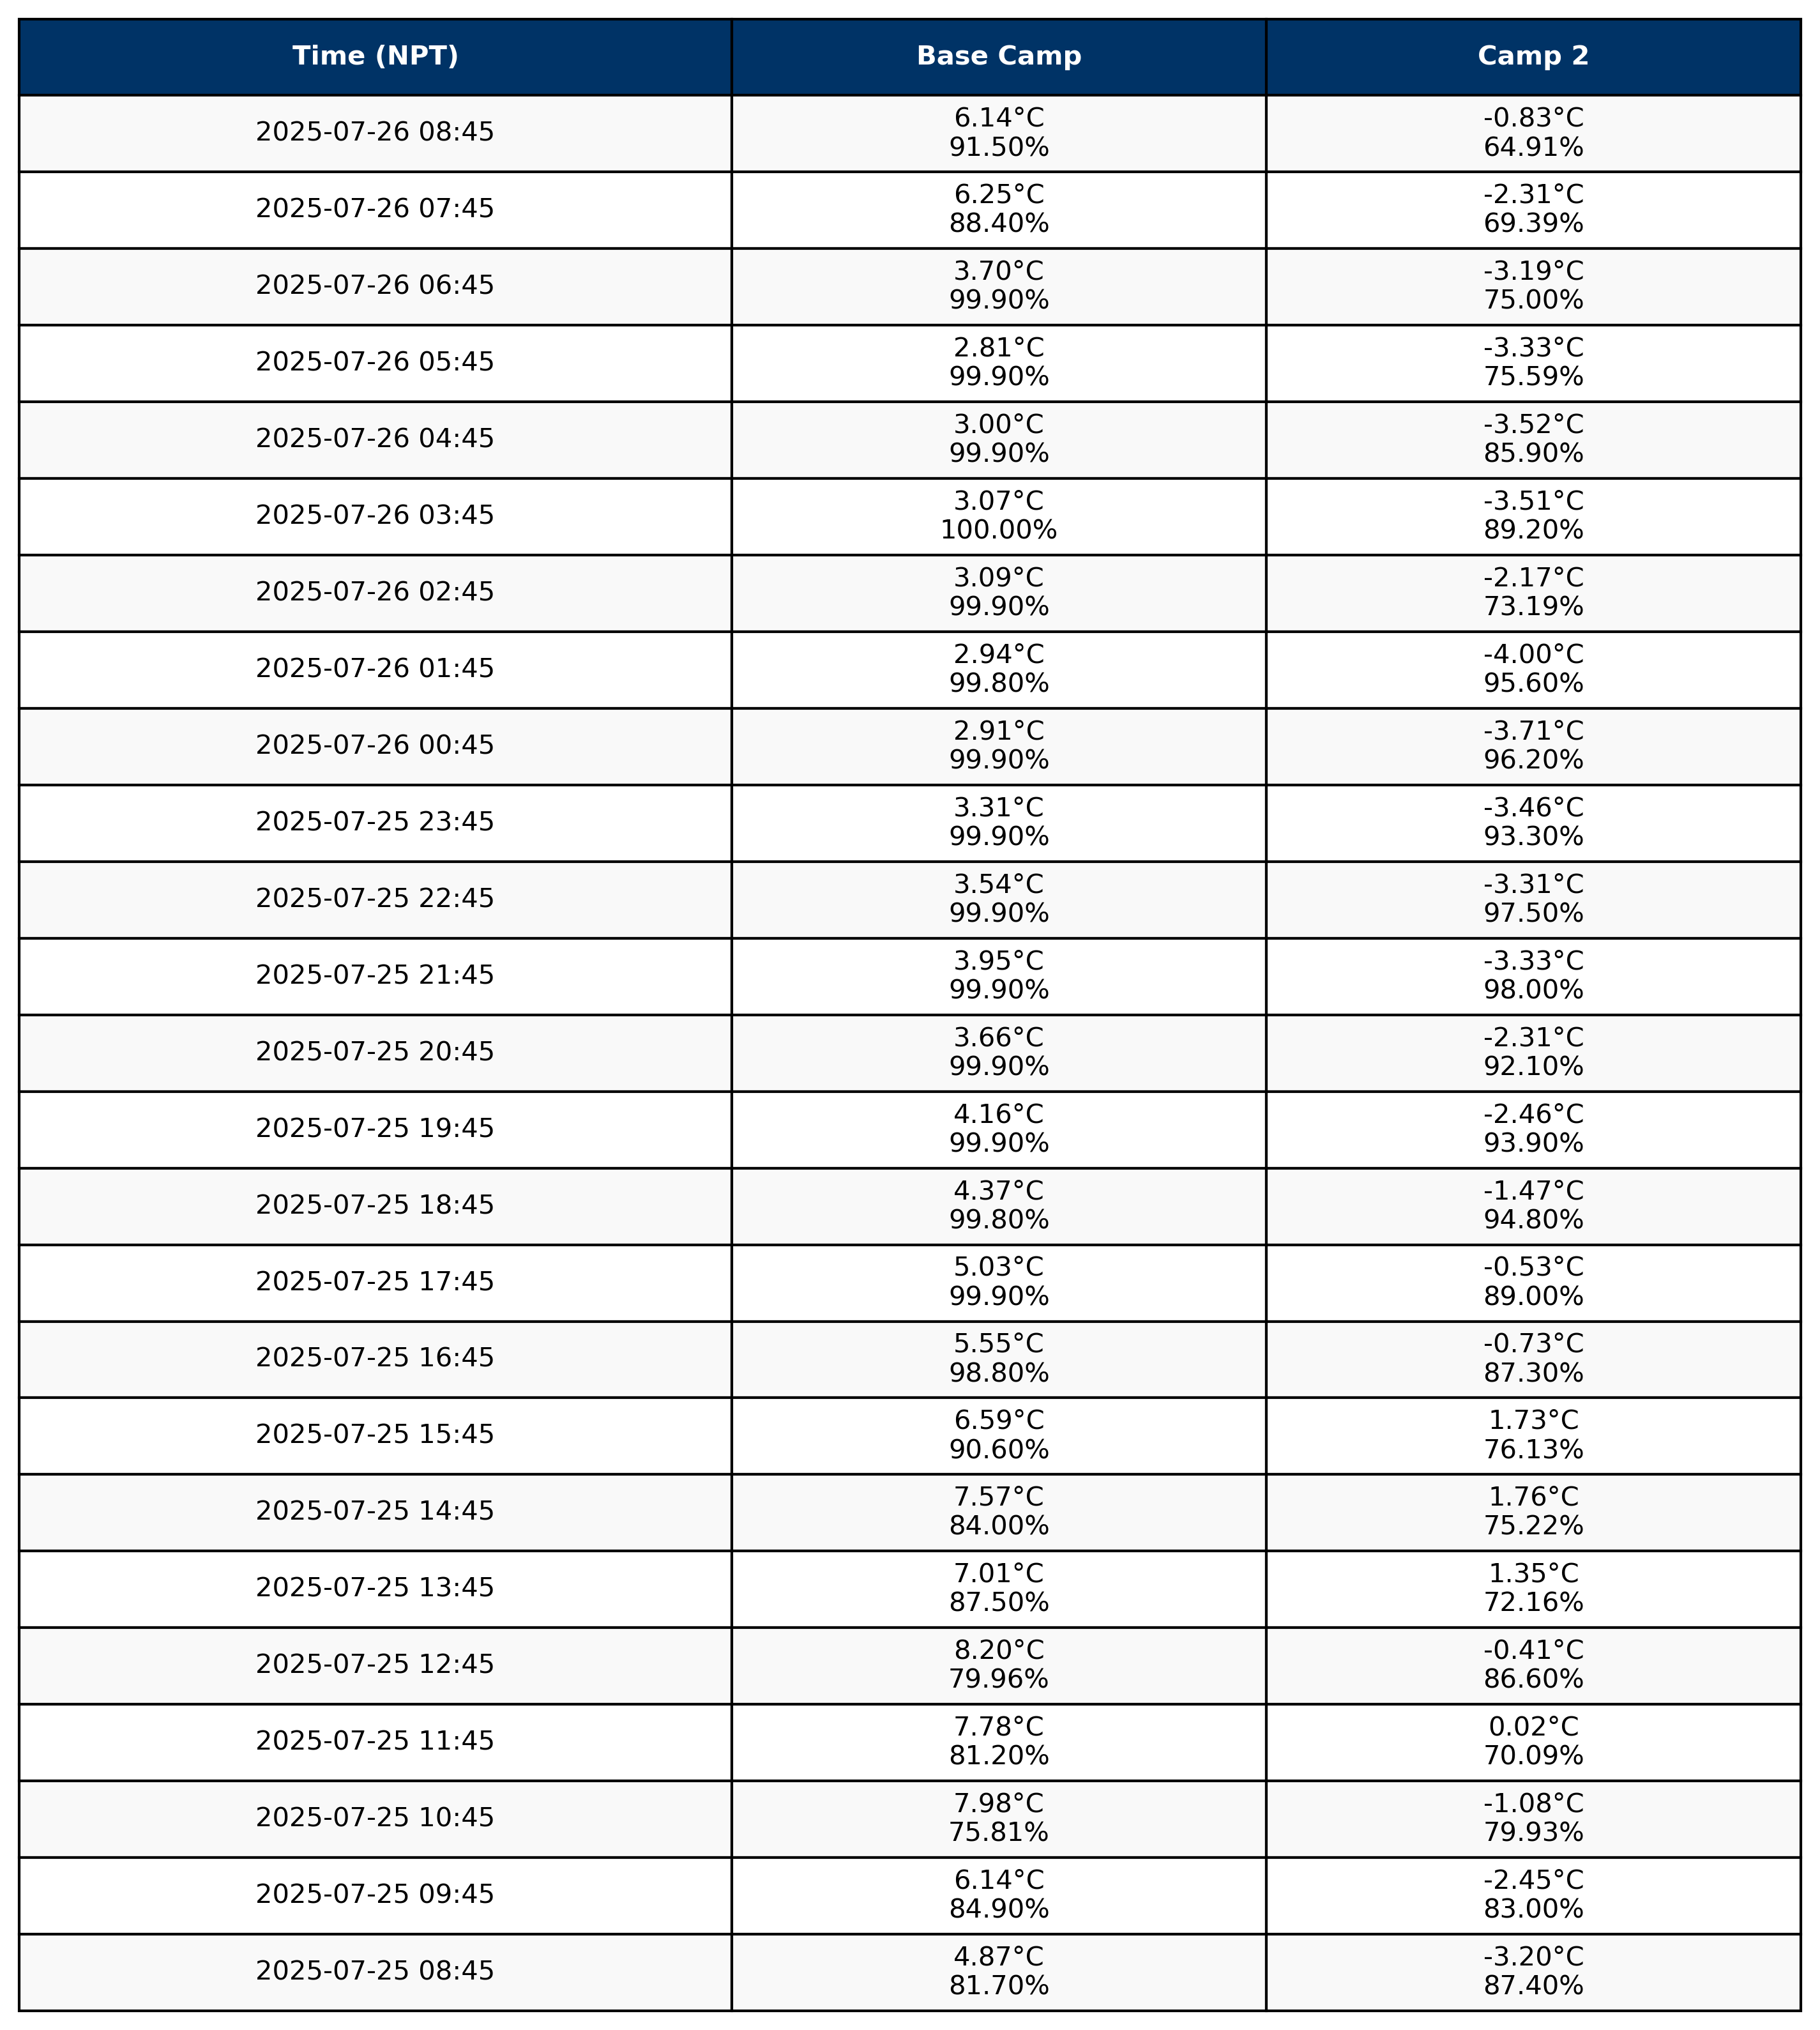 Time (NPT) Base Camp Camp 2
2025-07-26 08:45
6.14°C
91.50%
-0.83°C
64.91%
2025-07-26 07:45
6.25°C
88.40%
-2.31°C
69.39%
2025-07-26 06:45
3.70°C
99.90%
-3.19°C
75.00%
2025-07-26 05:45
2.81°C
99.90%
-3.33°C
75.59%
2025-07-26 04:45
3.00°C
99.90%
-3.52°C
85.90%
2025-07-26 03:45
3.07°C
100.00%
-3.51°C
89.20%
2025-07-26 02:45
3.09°C
99.90%
-2.17°C
73.19%
2025-07-26 01:45
2.94°C
99.80%
-4.00°C
95.60%
2025-07-26 00:45
2.91°C
99.90%
-3.71°C
96.20%
2025-07-25 23:45
3.31°C
99.90%
-3.46°C
93.30%
2025-07-25 22:45
3.54°C
99.90%
-3.31°C
97.50%
2025-07-25 21:45
3.95°C
99.90%
-3.33°C
98.00%
2025-07-25 20:45
3.66°C
99.90%
-2.31°C
92.10%
2025-07-25 19:45
4.16°C
99.90%
-2.46°C
93.90%
2025-07-25 18:45
4.37°C
99.80%
-1.47°C
94.80%
2025-07-25 17:45
5.03°C
99.90%
-0.53°C
89.00%
2025-07-25 16:45
5.55°C
98.80%
-0.73°C
87.30%
2025-07-25 15:45
6.59°C
90.60%
1.73°C
76.13%
2025-07-25 14:45
7.57°C
84.00%
1.76°C
75.22%
2025-07-25 13:45
7.01°C
87.50%
1.35°C
72.16%
2025-07-25 12:45
8.20°C
79.96%
-0.41°C
86.60%
2025-07-25 11:45
7.78°C
81.20%
0.02°C
70.09%
2025-07-25 10:45
7.98°C
75.81%
-1.08°C
79.93%
2025-07-25 09:45
6.14°C
84.90%
-2.45°C
83.00%
2025-07-25 08:45
4.87°C
81.70%
-3.20°C
87.40%